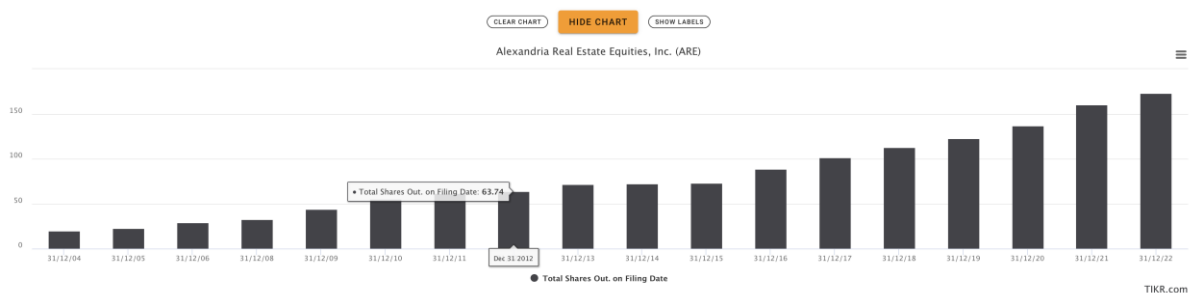 CLEAR CHART HIDE CHART SHOW LABELS
Alexandria Real Estate Equities, Inc. (ARE)
150
100
50
0
• Total Shares Out. on Filing Date: 63.74
31/12/04 31/12/05 31/12/06 31/12/08 31/12/09 31/12/10 31/12/11 Dec 31 2012 31/12/13 31/12/14 31/12/15 31/12/16 31/12/17 31/12/18 31/12/19 31/12/20 31/12/21 31/12/22
Total Shares Out. on Filing Date
TIKR.com